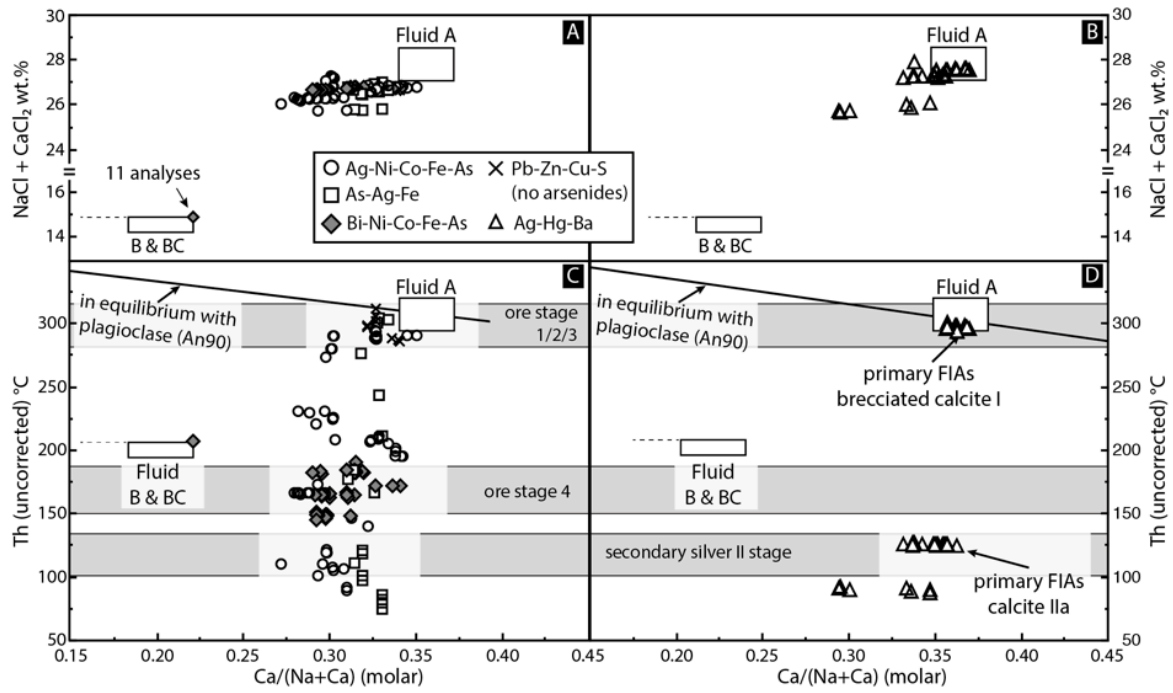 30
28
26
24
16
14
NaCl + CaCl₂ wt.%
A
Fluid A
11 analyses
B & BC
Ag-Ni-Co-Fe-As
As-Ag-Fe
Bi-Ni-Co-Fe-As
Pb-Zn-Cu-S
(no arsenides)
Ag-Hg-Ba
B
Fluid A
B & BC
30
28
26
24
16
14
NaCl + CaCl₂ wt.%
C
Fluid A
in equilibrium with
plagioclase (An90)
ore stage
1/2/3
Fluid
B & BC
ore stage 4
300
250
200
150
100
50
Th (uncorrected) °C
0.15
0.20
0.25
0.30
0.35
0.40
Ca/(Na+Ca) (molar)
D
Fluid A
in equilibrium with
plagioclase (An90)
primary FIAs
brecciated calcite I
Fluid
B & BC
secondary silver II stage
primary FIAs
calcite IIa
300
250
200
150
100
50
Th (uncorrected) °C
0.45
0.30
0.35
0.40
0.45
Ca/(Na+Ca) (molar)